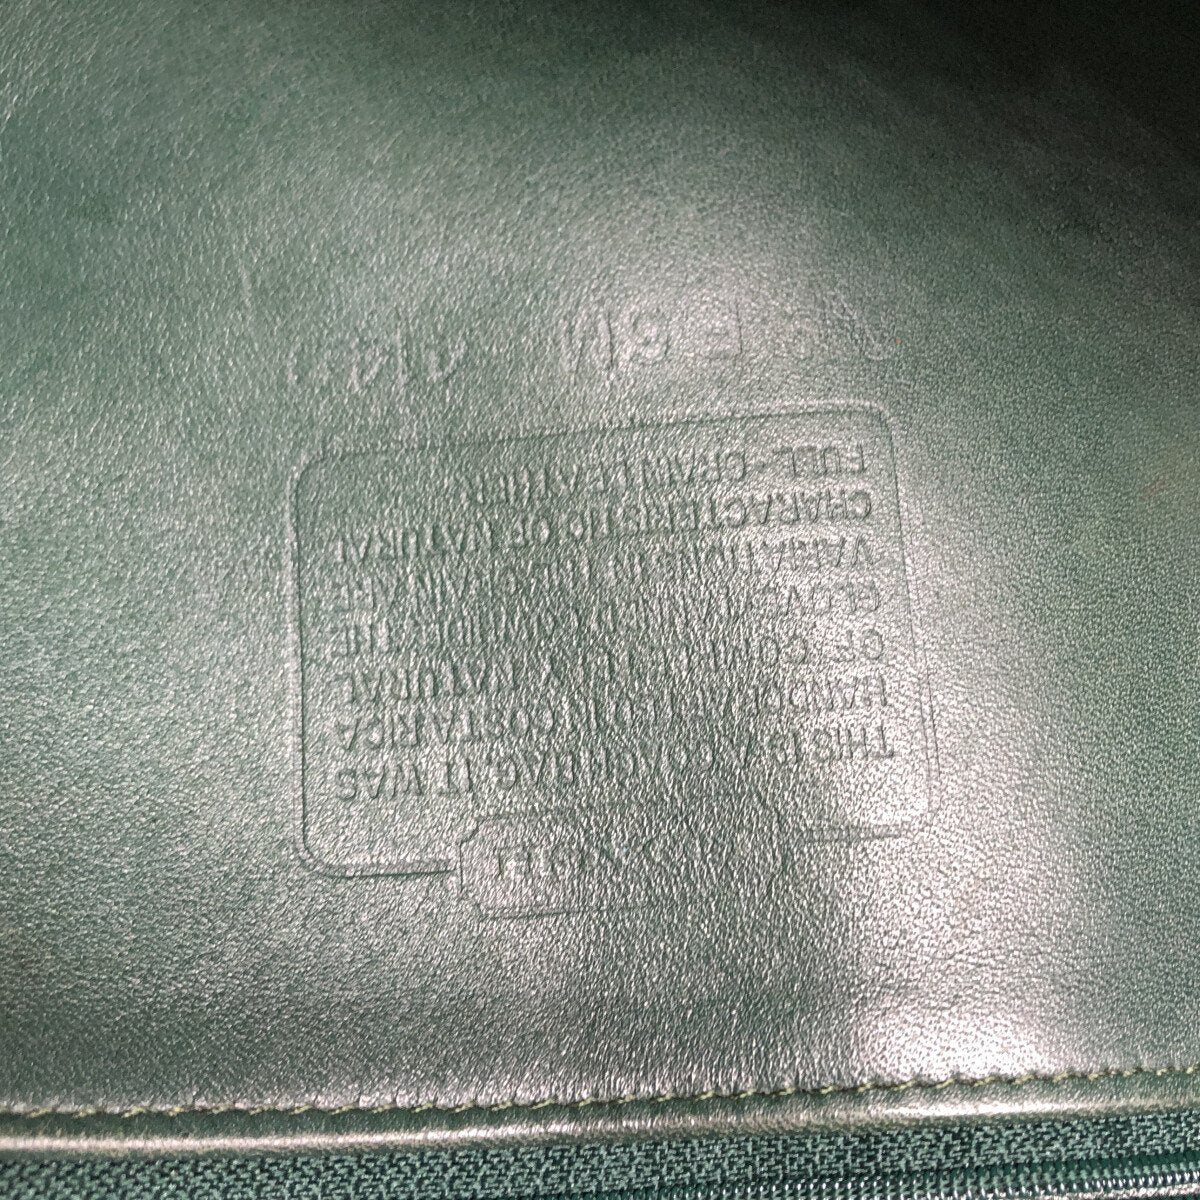 COACH
THIS IS A COACH BAG. IT WAS
HANDCRAFTED IN COSTA RICA
OF COMPLETELY NATURAL
GLOVE-TANNED COWHIDE. THE
VARIATIONS IN THE GRAIN ARE
CHARACTERISTIC OF NATURAL
FULL-GRAIN LEATHER.